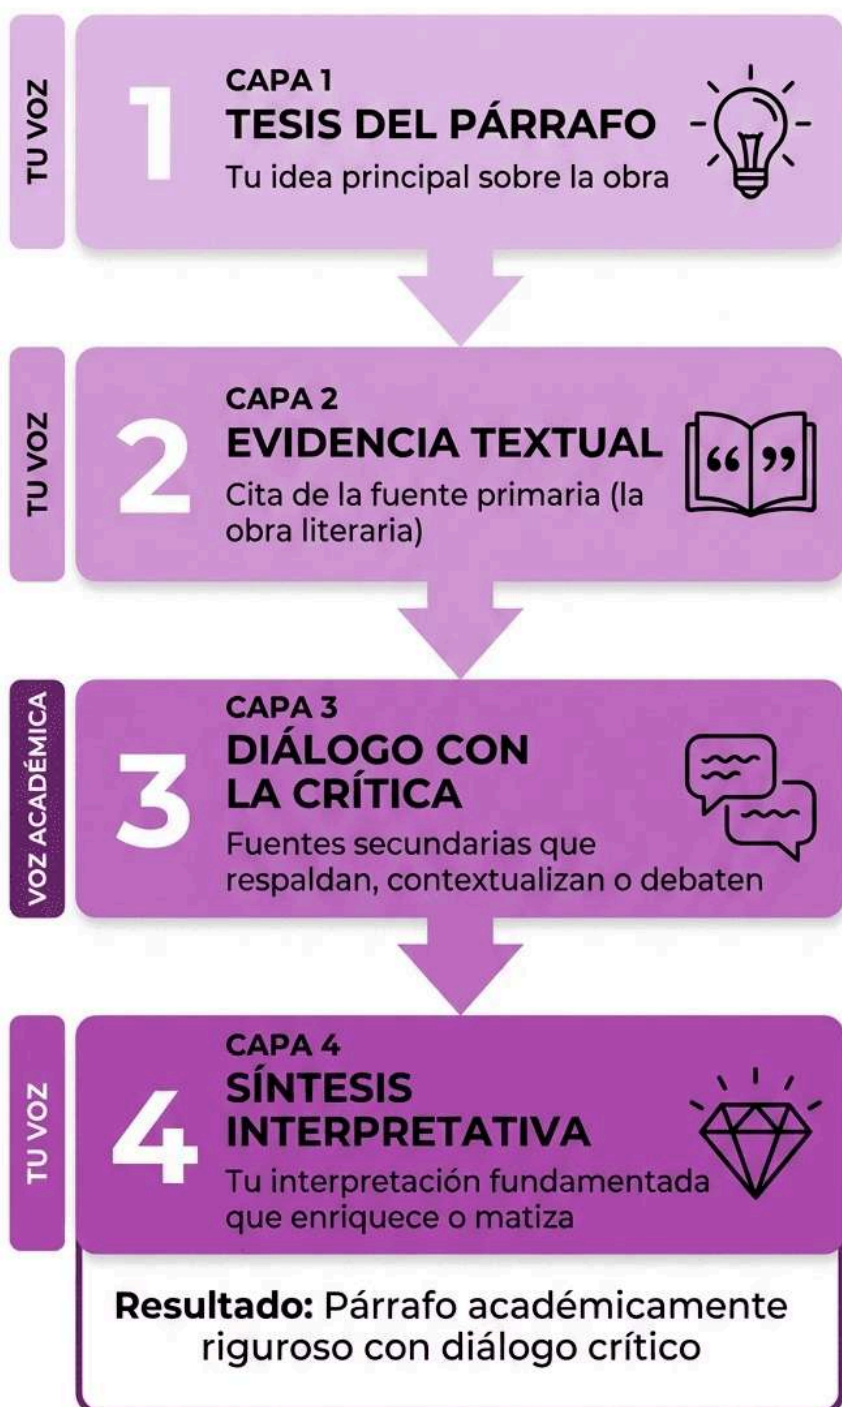 TU VOZ
1
CAPA 1
TESIS DEL PÁRRAFO
Tu idea principal sobre la obra
TU VOZ
2
CAPA 2
EVIDENCIA TEXTUAL
Cita de la fuente primaria (la
obra literaria)
VOZ ACADÉMICA
3
CAPA 3
DIÁLOGO CON
LA CRÍTICA
Fuentes secundarias que
respaldan, contextualizan o debaten
TU VOZ
4
CAPA 4
SÍNTESIS
INTERPRETATIVA
Tu interpretación fundamentada
que enriquece o matiza
Resultado: Párrafo académicamente
riguroso con diálogo crítico